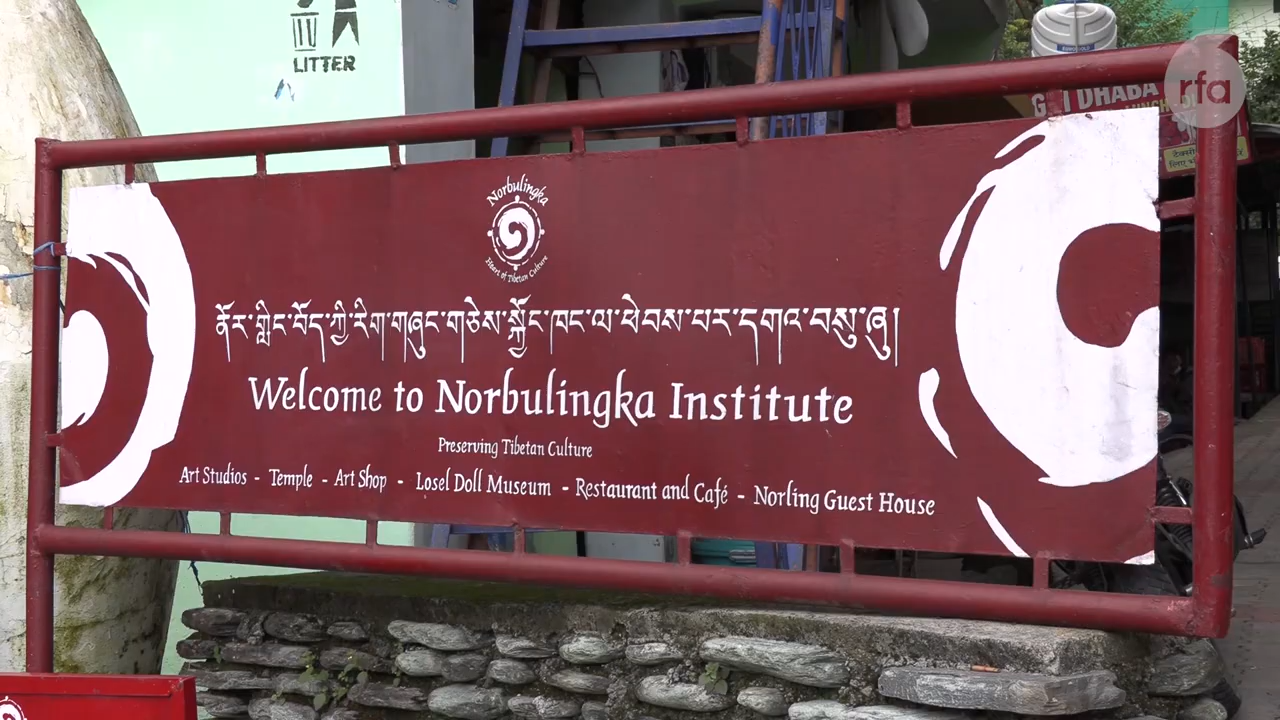 LITTER
rfa
DHABA
Norbulingka
Heart of Tibetan Culture
ནོར་གླིང་བོད་ཀྱི་རིག་གཞུང་གཅེས་སྐྱོང་ཁང་ལ་ཕེབས་པར་དགའ་བསུ་ཞུ།
Welcome to Norbulingka Institute
Preserving Tibetan Culture
Art Studios - Temple - Art Shop - Losel Doll Museum - Restaurant and Café - Norling Guest House